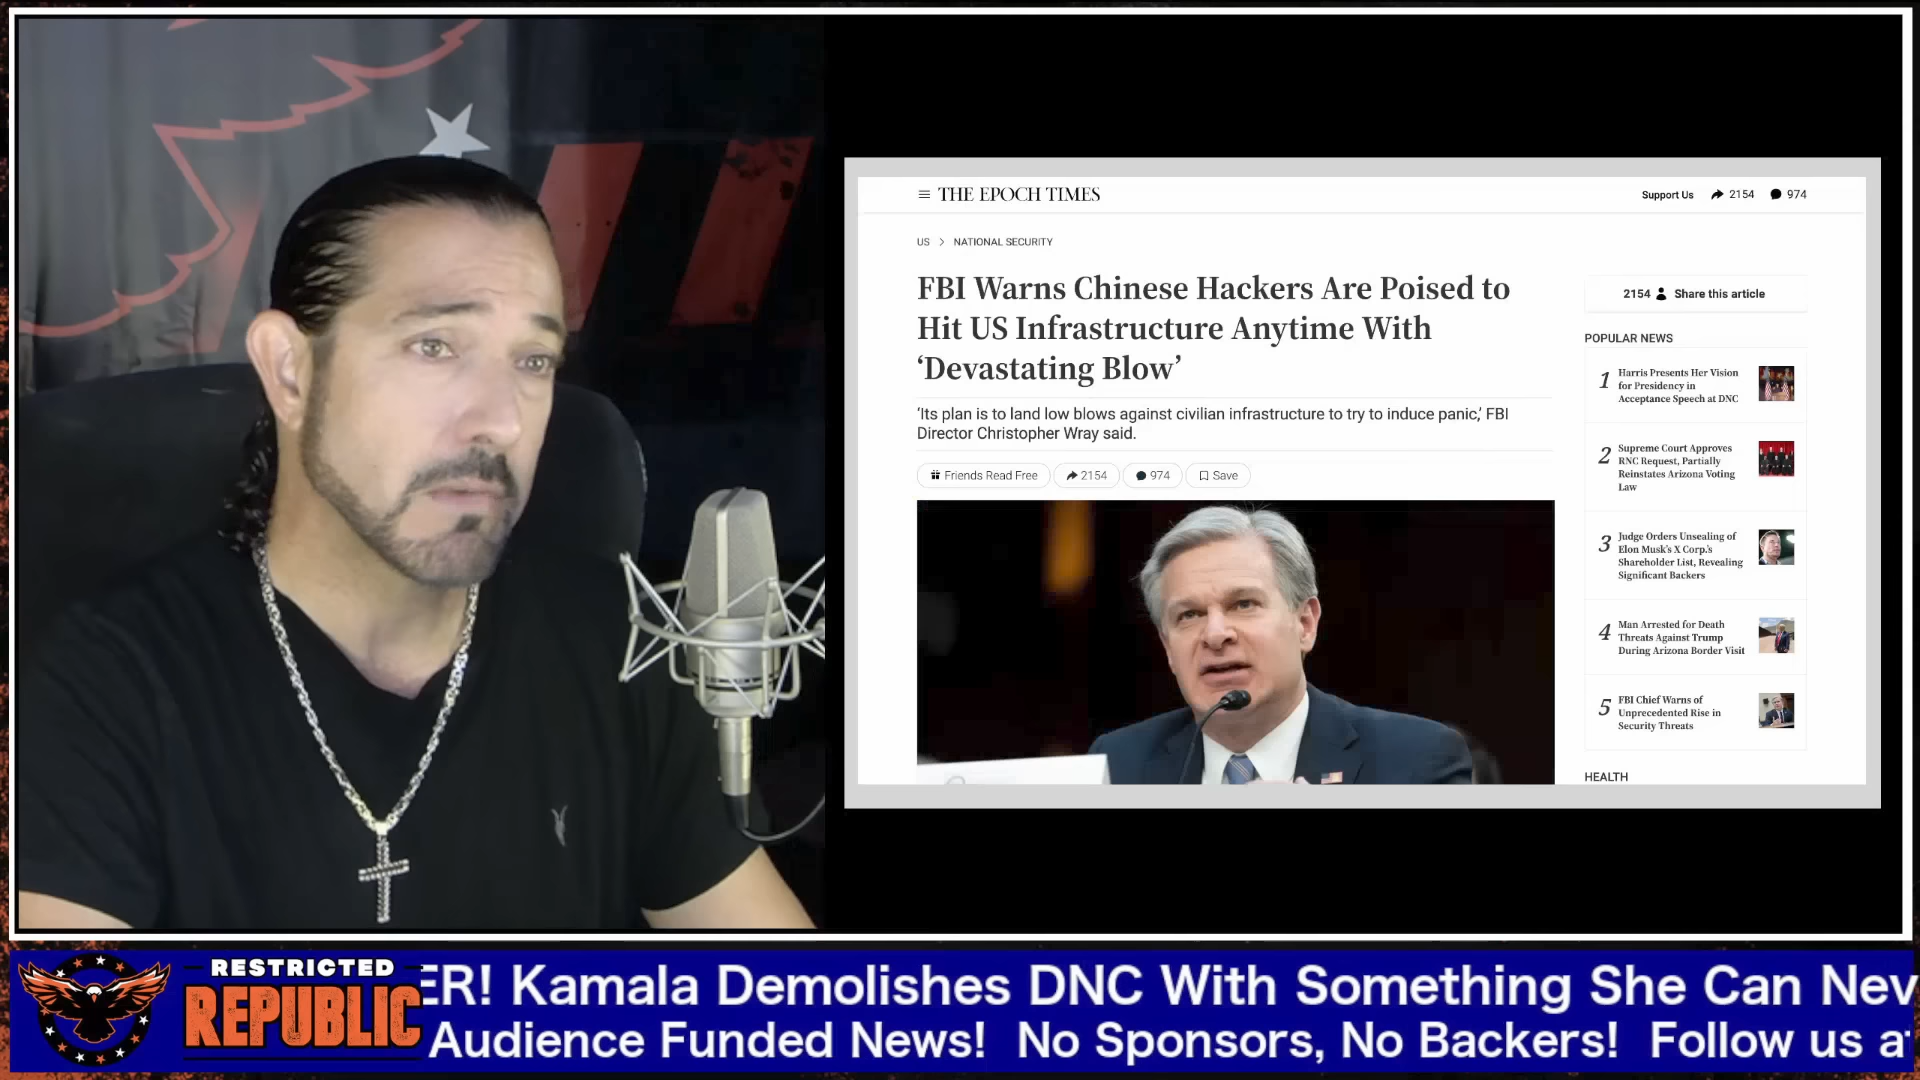 THE EPOCH TIMES
Support Us 2154 974
US > NATIONAL SECURITY
FBI Warns Chinese Hackers Are Poised to
Hit US Infrastructure Anytime With
‘Devastating Blow’
‘Its plan is to land low blows against civilian infrastructure to try to induce panic,’ FBI
Director Christopher Wray said.
Friends Read Free 2154 974 Save
2154 Share this article
POPULAR NEWS
1 Harris Presents Her Vision
for Presidency in
Acceptance Speech at DNC
2 Supreme Court Approves
RNC Request, Partially
Reinstates Arizona Voting
Law
3 Judge Orders Unsealing of
Elon Musk’s X Corp.’s
Shareholder List, Revealing
Significant Backers
4 Man Arrested for Death
Threats Against Trump
During Arizona Border Visit
5 FBI Chief Warns of
Unprecedented Rise in
Security Threats
HEALTH
RESTRICTED
REPUBLIC
ER! Kamala Demolishes DNC With Something She Can Nev
Audience Funded News! No Sponsors, No Backers! Follow us at